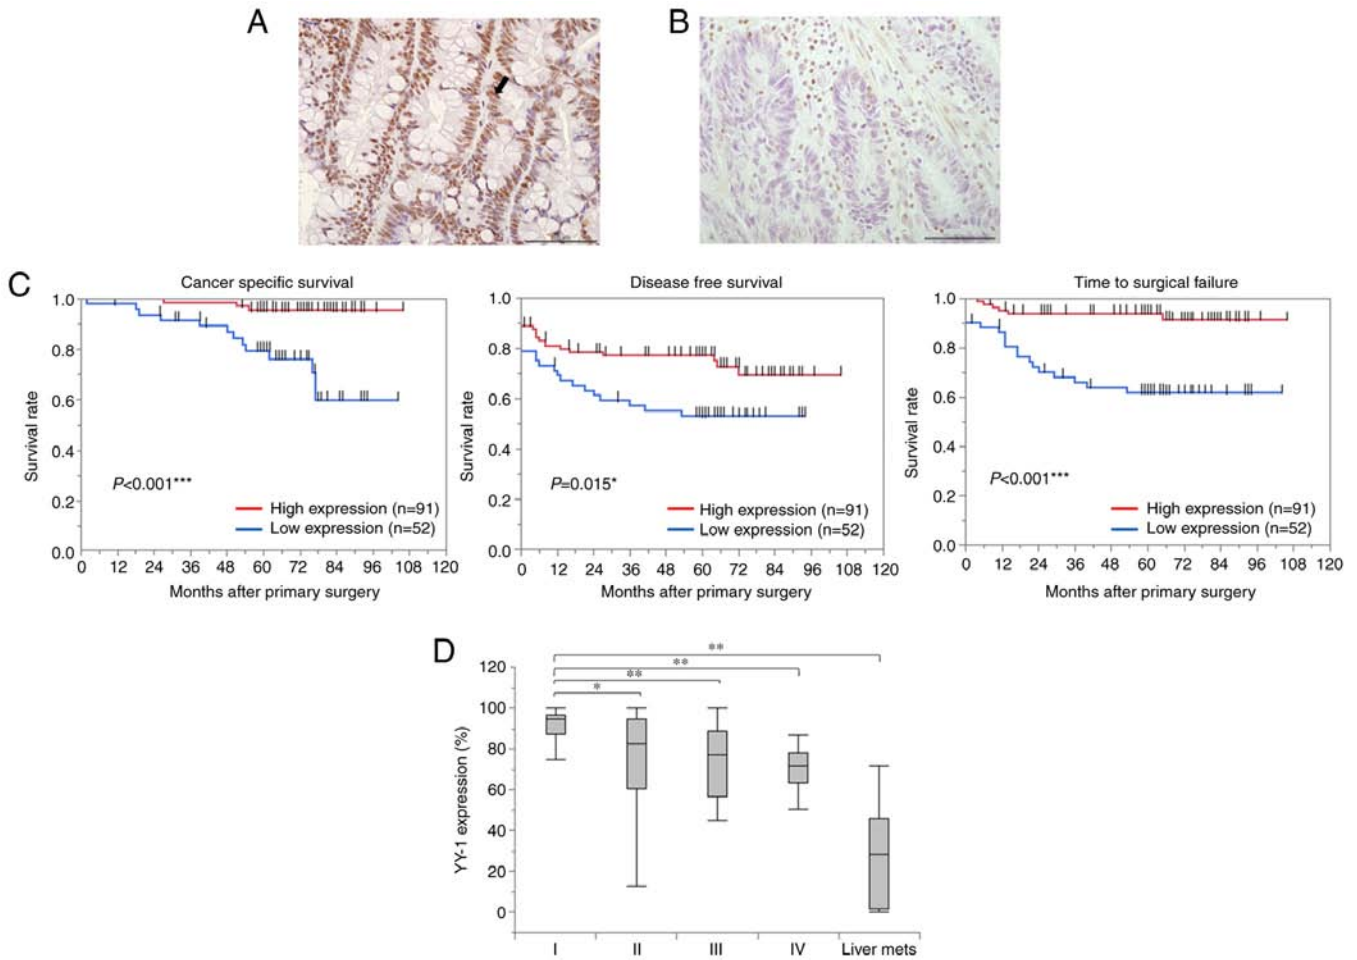 A
B
C
Cancer specific survival
1.0
0.8
0.6
0.4
0.2
0.0
Survival rate
P<0.001***
High expression (n=91)
Low expression (n=52)
0 12 24 36 48 60 72 84 96 108 120
Months after primary surgery
Disease free survival
1.0
0.8
0.6
0.4
0.2
0.0
Survival rate
P=0.015*
High expression (n=91)
Low expression (n=52)
0 12 24 36 48 60 72 84 96 108 120
Months after primary surgery
Time to surgical failure
1.0
0.8
0.6
0.4
0.2
0.0
Survival rate
P<0.001***
High expression (n=91)
Low expression (n=52)
0 12 24 36 48 60 72 84 96 108 120
Months after primary surgery
D
**
**
**
*
120
100
80
60
40
20
0
YY-1 expression (%)
I II III IV Liver mets